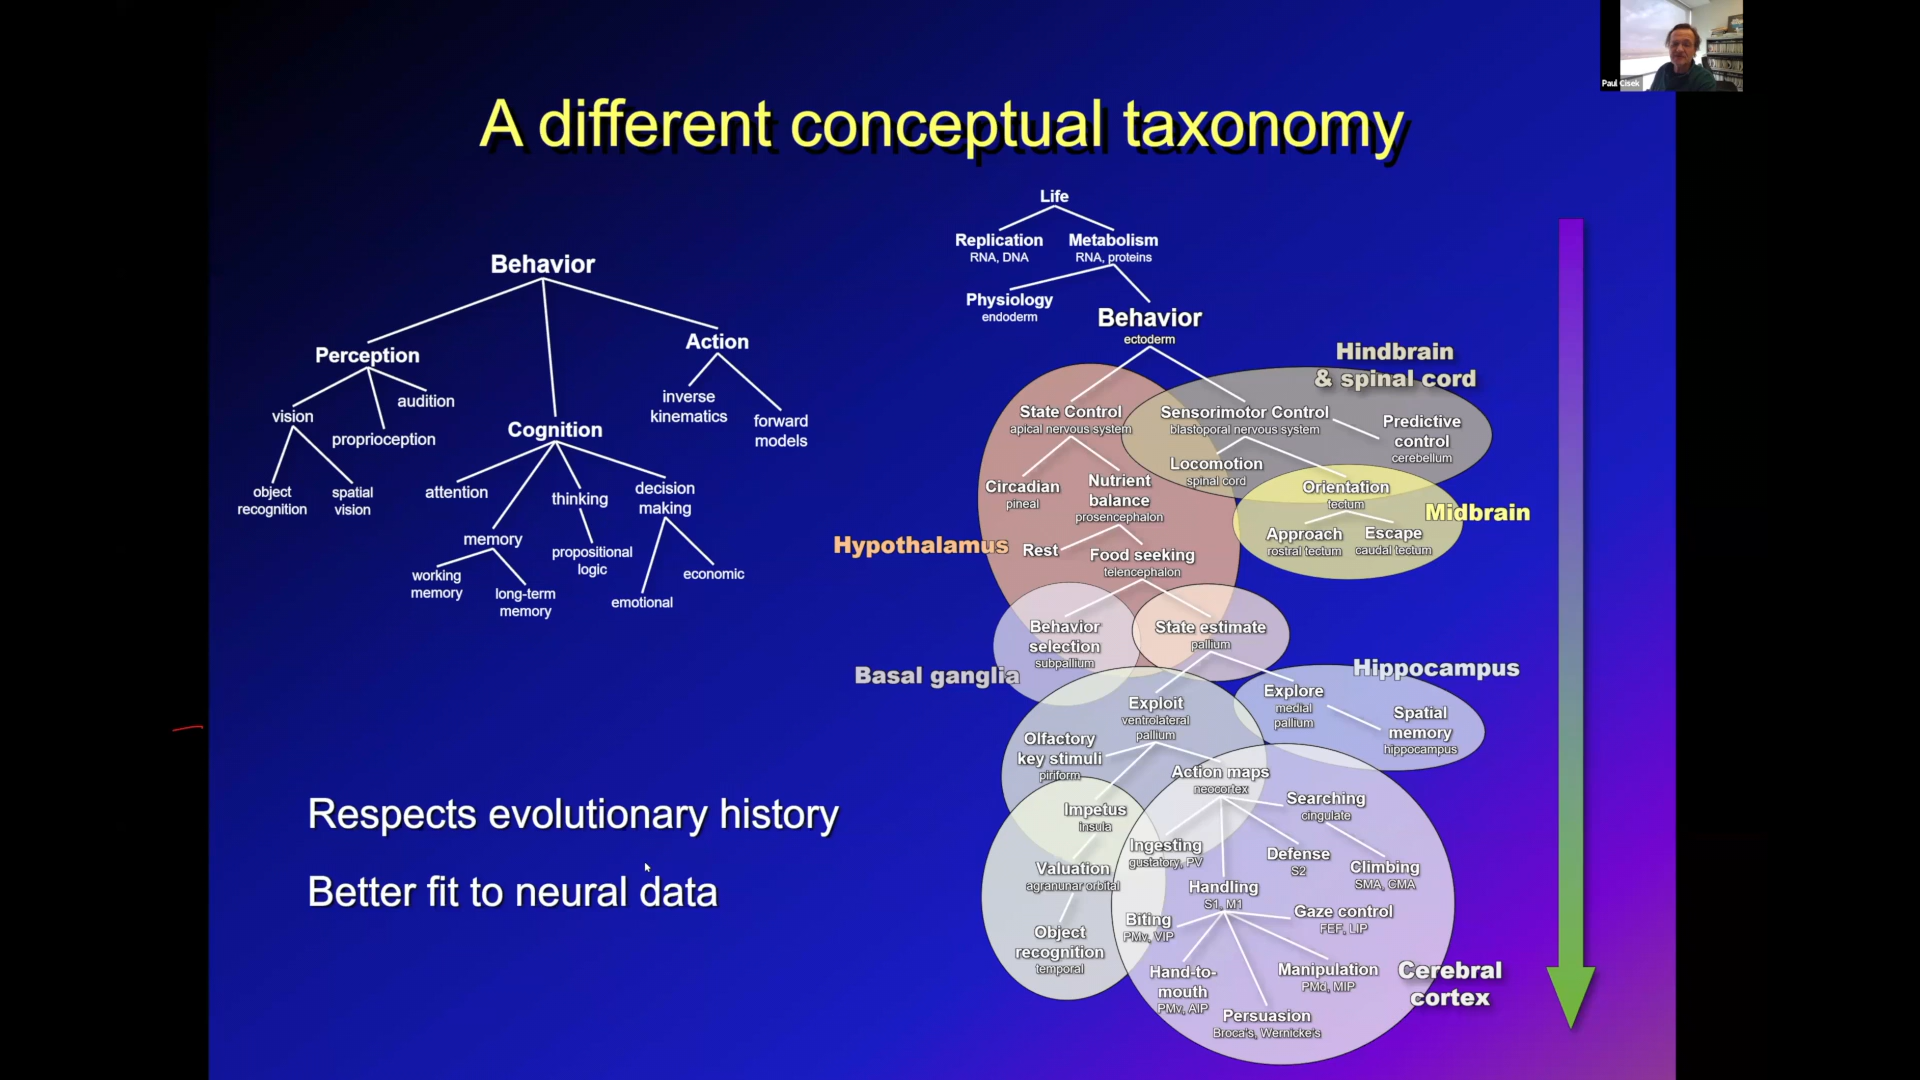 Paul Cisek
A different conceptual taxonomy
Behavior
Perception
Action
vision
audition
proprioception
object
recognition
spatial
vision
Cognition
inverse
kinematics
forward
models
attention
thinking
decision
making
memory
propositional
logic
working
memory
long-term
memory
economic
emotional
Respects evolutionary history
Better fit to neural data
Life
Replication
RNA, DNA
Metabolism
RNA, proteins
Physiology
endoderm
Behavior
ectoderm
Hindbrain
& spinal cord
State Control
apical nervous system
Sensorimotor Control
blastoporal nervous system
Predictive
control
cerebellum
Locomotion
spinal cord
Circadian
pineal
Nutrient
balance
prosencephalon
Orientation
tectum
Midbrain
Approach
rostral tectum
Escape
caudal tectum
Hypothalamus
Rest
Food seeking
telencephalon
Behavior
selection
subpallium
State estimate
pallium
Basal ganglia
Hippocampus
Exploit
ventrolateral
pallium
Explore
medial
pallium
Spatial
memory
hippocampus
Olfactory
key stimuli
piriform
Action maps
neocortex
Impetus
insula
Searching
cingulate
Ingesting
gustatory, PV
Defense
S2
Climbing
SMA, CMA
Valuation
agranunar orbital
Handling
S1, M1
Biting
PMv, VIP
Gaze control
FEF, LIP
Object
recognition
temporal
Hand-to-
mouth
PMv, AIP
Manipulation
PMd, MIP
Persuasion
Broca's, Wernicke's
Cerebral
cortex